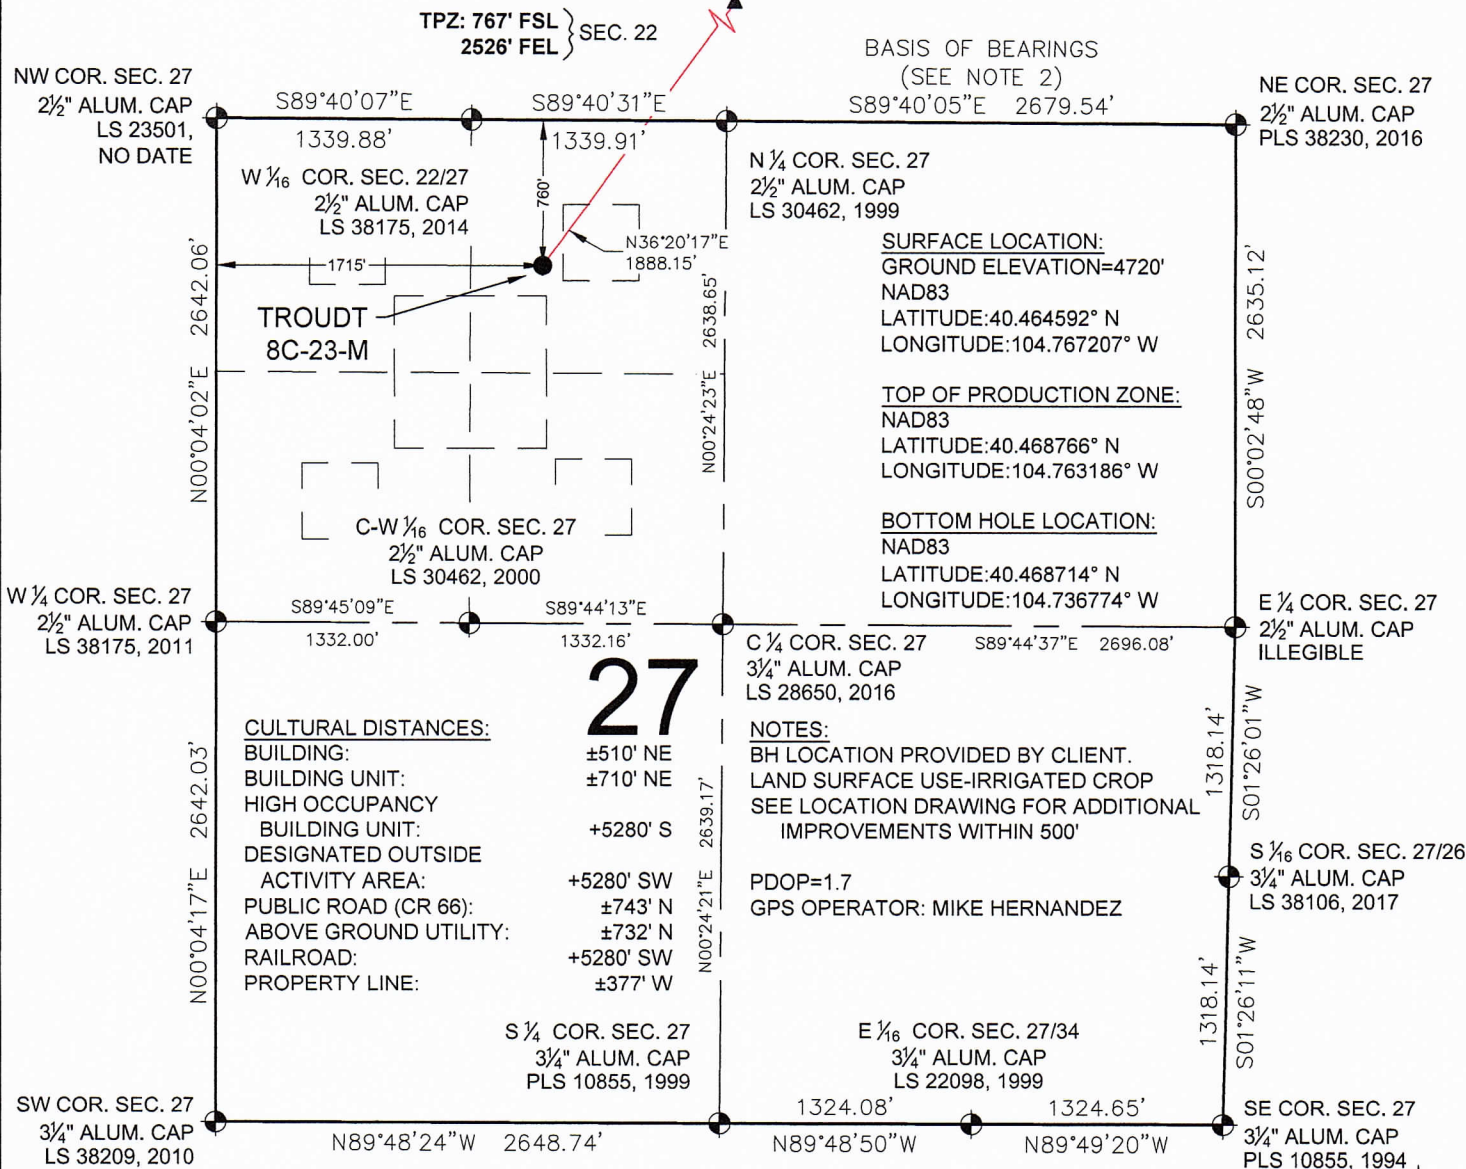 TPZ: 767' FSL
2526' FEL
SEC. 22
BASIS OF BEARINGS
(SEE NOTE 2)
NW COR. SEC. 27
2½" ALUM. CAP
LS 23501,
NO DATE
S89°40'07"E
1339.88'
S89°40'31"E
1339.91'
S89°40'05"E 2679.54'
NE COR. SEC. 27
2½" ALUM. CAP
PLS 38230, 2016
W 1⁄16 COR. SEC. 22/27
2½" ALUM. CAP
LS 38175, 2014
760'
N ¼ COR. SEC. 27
2½" ALUM. CAP
LS 30462, 1999
N36°20'17"E
1888.15'
1715'
TROUDT
8C-23-M
N00°04'02"E 2642.06'
N00°24'23"E 2638.65'
S00°02'48"W 2635.12'
SURFACE LOCATION:
GROUND ELEVATION=4720'
NAD83
LATITUDE:40.464592° N
LONGITUDE:104.767207° W
TOP OF PRODUCTION ZONE:
NAD83
LATITUDE:40.468766° N
LONGITUDE:104.763186° W
BOTTOM HOLE LOCATION:
NAD83
LATITUDE:40.468714° N
LONGITUDE:104.736774° W
C-W 1⁄16 COR. SEC. 27
2½" ALUM. CAP
LS 30462, 2000
W ¼ COR. SEC. 27
2½" ALUM. CAP
LS 38175, 2011
S89°45'09"E
1332.00'
S89°44'13"E
1332.16'
C ¼ COR. SEC. 27
3¼" ALUM. CAP
LS 28650, 2016
S89°44'37"E 2696.08'
E ¼ COR. SEC. 27
2½" ALUM. CAP
ILLEGIBLE
27
CULTURAL DISTANCES:
BUILDING: ±510' NE
BUILDING UNIT: ±710' NE
HIGH OCCUPANCY
BUILDING UNIT: +5280' S
DESIGNATED OUTSIDE
ACTIVITY AREA: +5280' SW
PUBLIC ROAD (CR 66): ±743' N
ABOVE GROUND UTILITY: ±732' N
RAILROAD: +5280' SW
PROPERTY LINE: ±377' W
N00°04'17"E 2642.03'
N00°24'21"E 2639.17'
NOTES:
BH LOCATION PROVIDED BY CLIENT.
LAND SURFACE USE-IRRIGATED CROP
SEE LOCATION DRAWING FOR ADDITIONAL
IMPROVEMENTS WITHIN 500'
PDOP=1.7
GPS OPERATOR: MIKE HERNANDEZ
1318.14'
S01°26'01"W
S 1⁄16 COR. SEC. 27/26
3¼" ALUM. CAP
LS 38106, 2017
1318.14'
S01°26'11"W
S ¼ COR. SEC. 27
3¼" ALUM. CAP
PLS 10855, 1999
E 1⁄16 COR. SEC. 27/34
3¼" ALUM. CAP
LS 22098, 1999
SW COR. SEC. 27
3¼" ALUM. CAP
LS 38209, 2010
N89°48'24"W 2648.74'
1324.08'
N89°48'50"W
1324.65'
N89°49'20"W
SE COR. SEC. 27
3¼" ALUM. CAP
PLS 10855, 1994